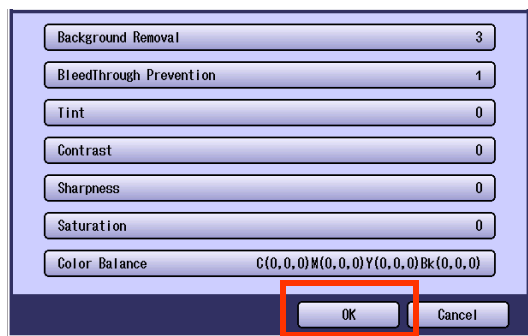 Background Removal 3
BleedThrough Prevention 1
Tint 0
Contrast 0
Sharpness 0
Saturation 0
Color Balance C(0,0,0)M(0,0,0)Y(0,0,0)Bk(0,0,0)
OK Cancel